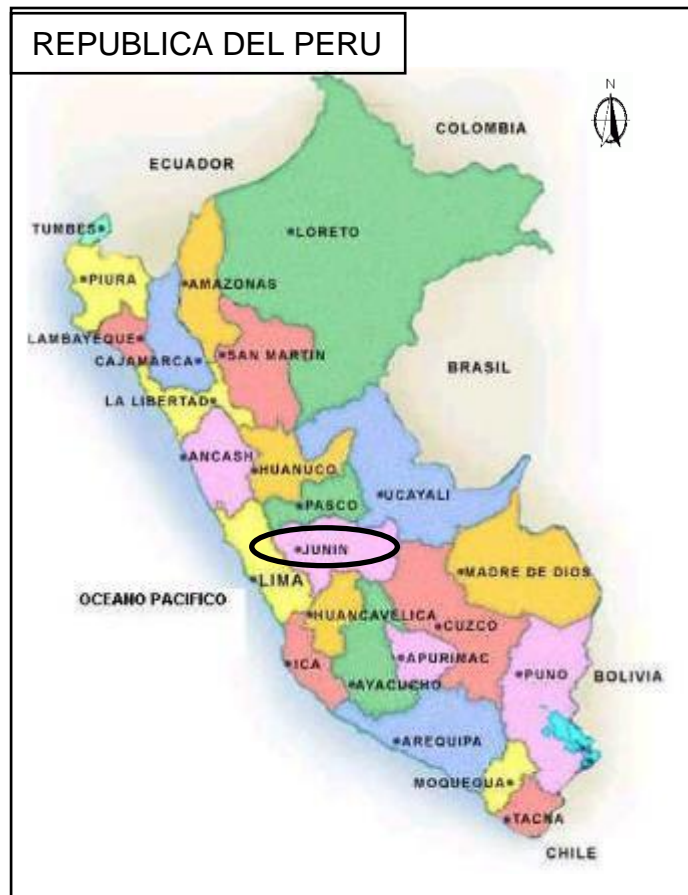 REPUBLICA DEL PERU
N
COLOMBIA
ECUADOR
TUMBES
LORETO
PIURA
AMAZONAS
LAMBAYEQUE
SAN MARTIN
CAJAMARCA
BRASIL
LA LIBERTAD
ANCASH
HUANUCO
UCAYALI
PASCO
JUNIN
LIMA
MADRE DE DIOS
OCEANO PACIFICO
HUANCAVELICA
CUZCO
APURIMAC
ICA
PUNO
BOLIVIA
AYACUCHO
AREQUIPA
MOQUEGUA
TACNA
CHILE